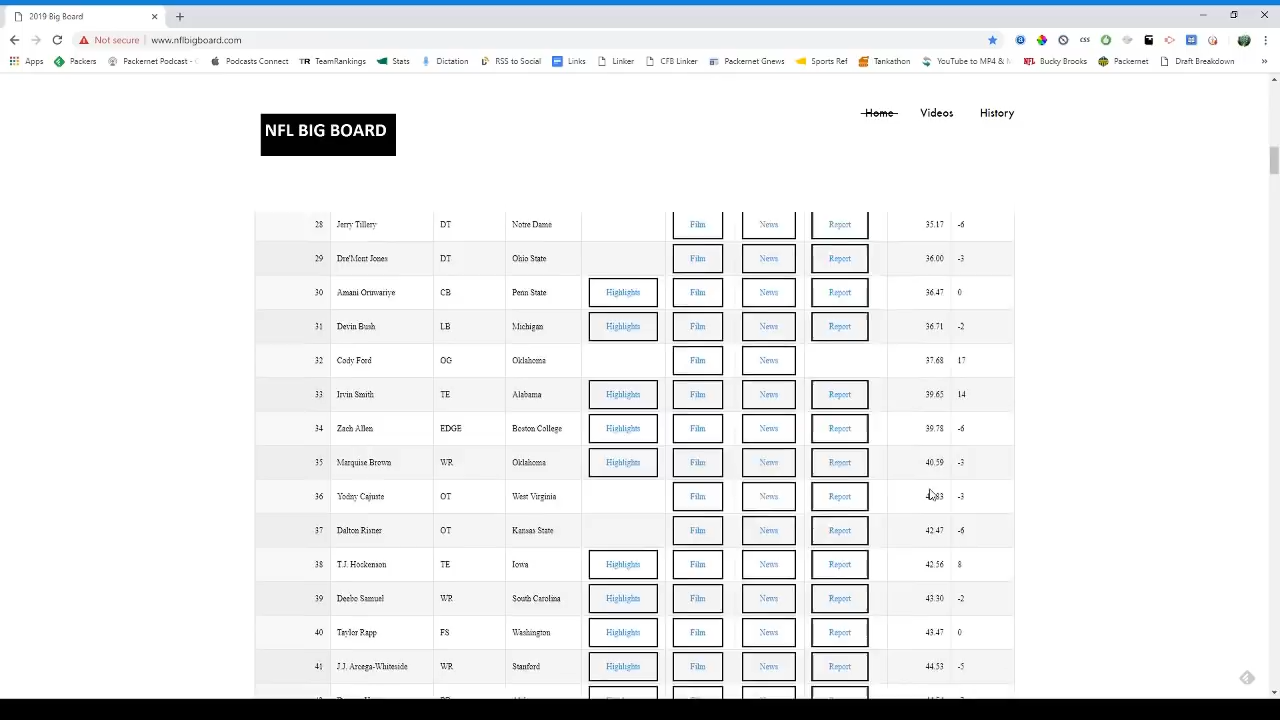 2019 Big Board
Not secure www.nflbigboard.com
CSS
Apps Packers Packernet Podcast - C Podcasts Connect TR TeamRankings Stats Dictation RSS to Social Links Linker CFB Linker Packernet Gnews Sports Ref Tankathon YouTube to MP4 & M NFL Bucky Brooks Packernet Draft Breakdown »
NFL BIG BOARD
Home Videos History
28 Jerry Tillery DT Notre Dame Film News Report 35.17 -6
29 Dre'Mont Jones DT Ohio State Film News Report 36.00 -3
30 Amani Oruwariye CB Penn State Highlights Film News Report 36.47 0
31 Devin Bush LB Michigan Highlights Film News Report 36.71 -2
32 Cody Ford OG Oklahoma Film News 37.68 17
33 Irvin Smith TE Alabama Highlights Film News Report 39.65 14
34 Zach Allen EDGE Boston College Highlights Film News Report 39.78 -6
35 Marquise Brown WR Oklahoma Highlights Film News Report 40.59 -3
36 Yodny Cajuste OT West Virginia Film News Report -3
37 Dalton Risner OT Kansas State Film News Report 42.47 -6
38 T.J. Hockenson TE Iowa Highlights Film News Report 42.56 8
39 Deebo Samuel WR South Carolina Highlights Film News Report 43.30 -2
40 Taylor Rapp FS Washington Highlights Film News Report 43.47 0
41 J.J. Arcega-Whiteside WR Stanford Highlights Film News Report 44.53 -5